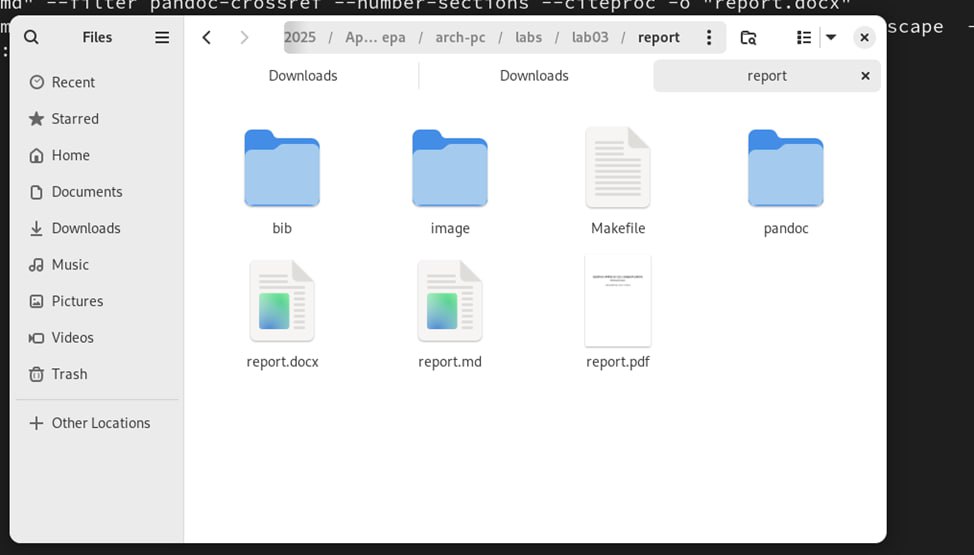 md" --filter pandoc-crossref --number-sections --citeproc -o "report.docx"
scape -
Files
2025 / Ap... epa / arch-pc / labs / lab03 / report
Downloads
Downloads
report
Recent
Starred
Home
Documents
Downloads
Music
Pictures
Videos
Trash
Other Locations
bib
image
Makefile
pandoc
report.docx
report.md
report.pdf